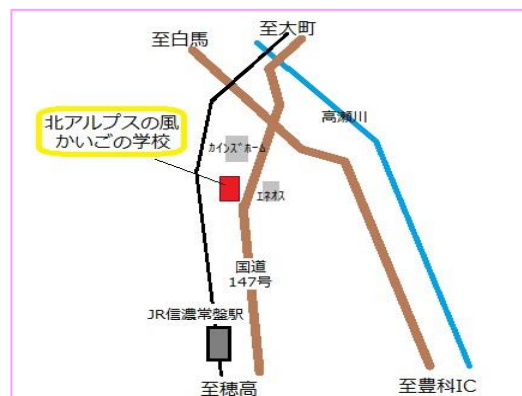 至大町
至白馬
高瀬川
北アルプスの風
かいごの学校
カインズホーム
エネオス
国道
147号
JR信濃常盤駅
至穂高
至豊科IC